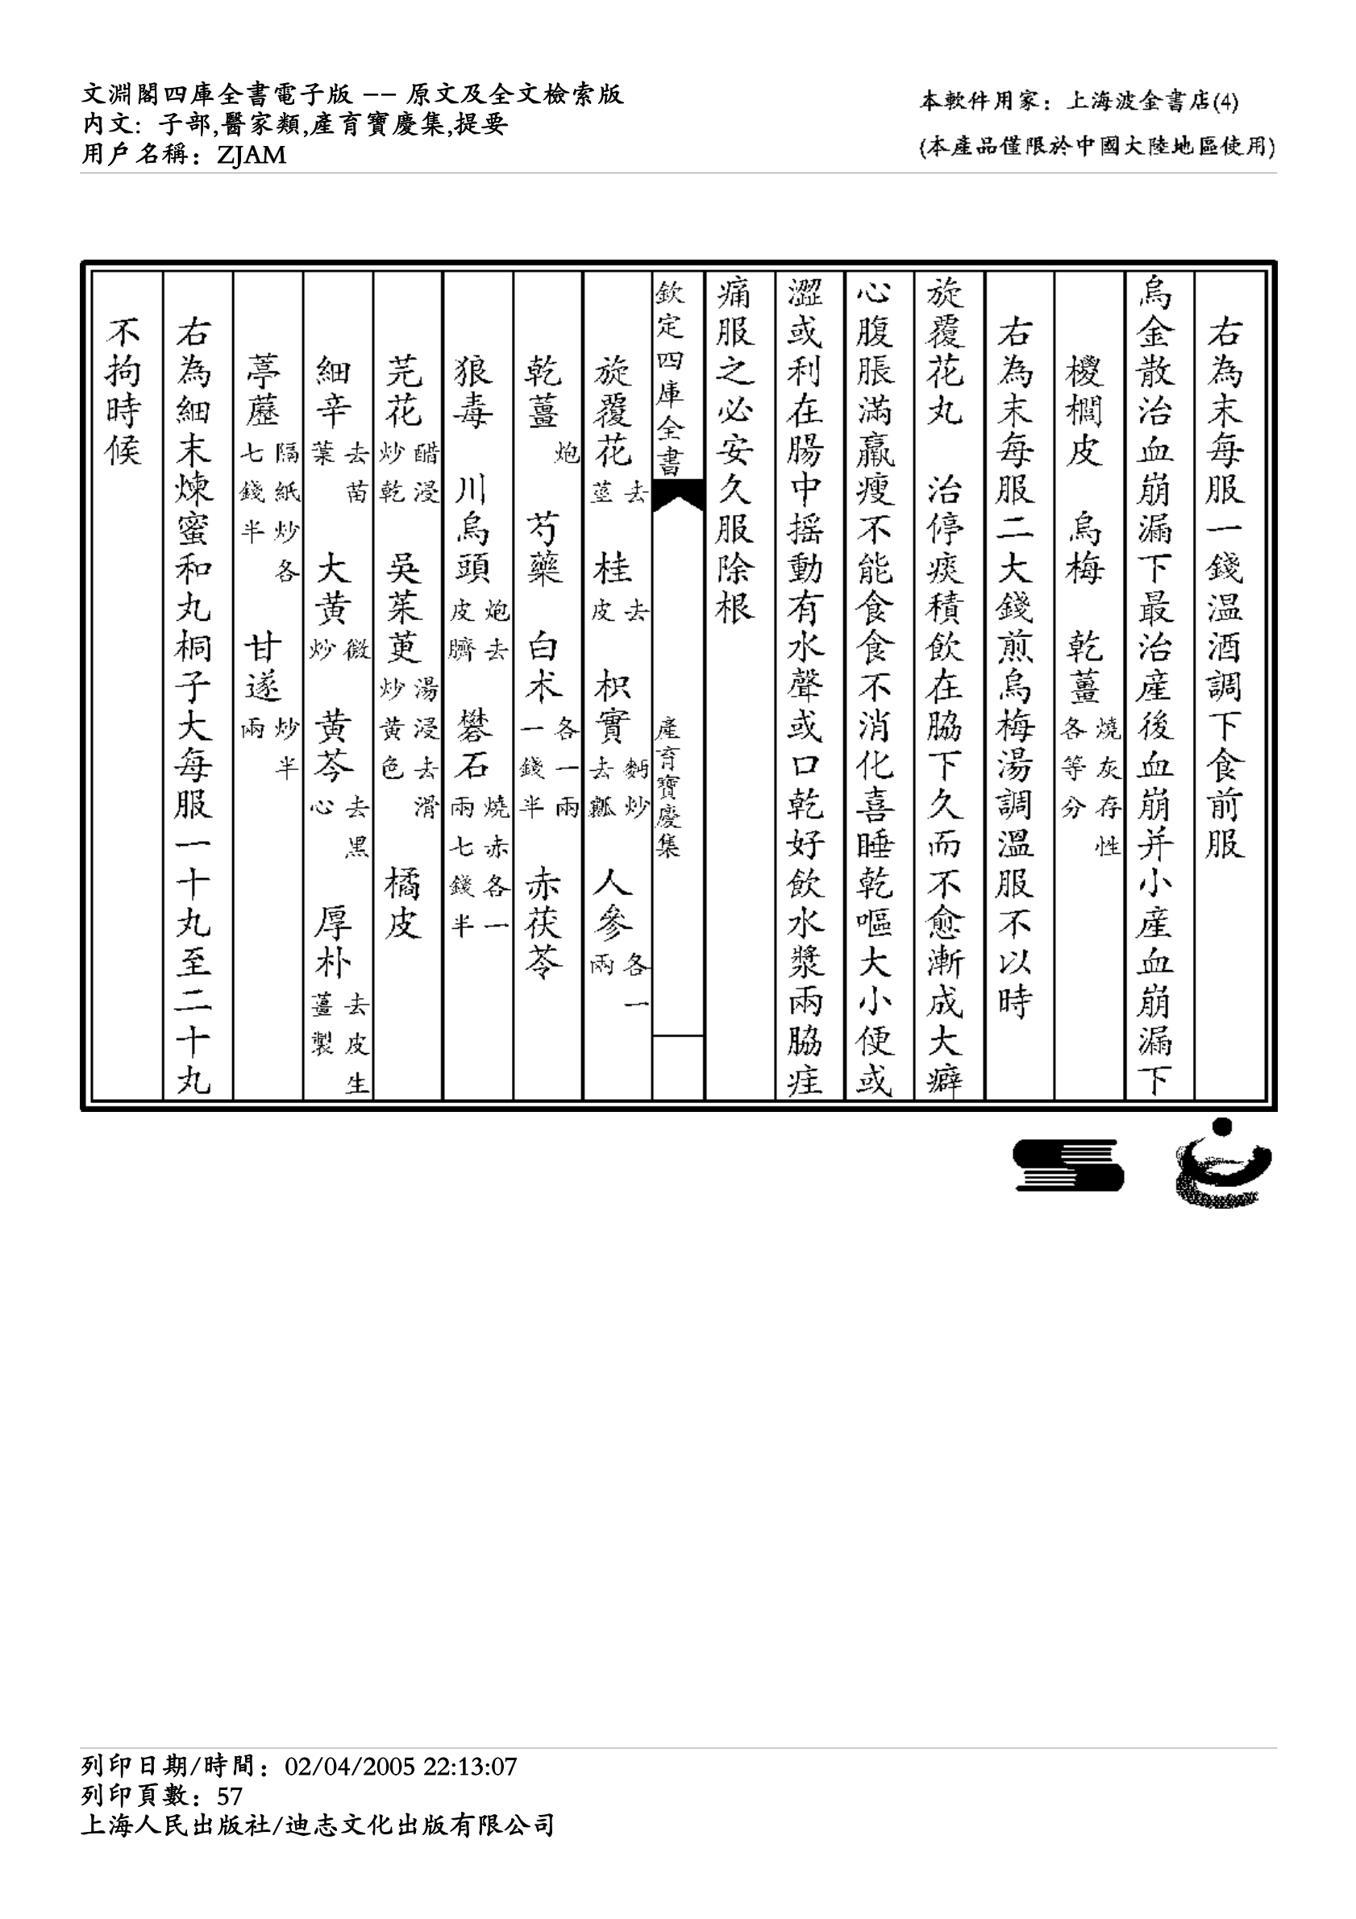 文淵閣四庫全書電子版 −− 原文及全文檢索版
内文: 子部,醫家類,產育寶慶集,提要
用戶名稱: ZJAM
本軟件用家: 上海波金書店(4)
(本產品僅限於中國大陸地區使用)
右為末每服一錢温酒調下食前服
烏金散治血崩漏下最治産後血崩并小産血崩漏下
椶櫚皮 烏梅 乾薑燒灰存性各等分
右為末每服二大錢煎烏梅湯調温服不以時
旋覆花丸 治停痰積飲在脇下久而不愈漸成大癖
心腹脹滿羸瘦不能食食不消化喜睡乾嘔大小便或
澀或利在腸中揺動有水聲或口乾好飲水漿兩脇疰
痛服之必安久服除根
欽定四庫全書 產育寶慶集
旋覆花去莖 桂去皮 枳實麪炒去瓤 人參各一兩
乾薑炮 芍藥 白朮各一兩一錢半 赤茯苓
狼毒 川烏頭炮去皮臍 礬石燒赤各一兩七錢半
芫花醋浸炒乾 吳茱萸湯浸去滑炒黄色 橘皮
細辛去苗葉 大黄微炒 黄芩去黑心 厚朴去皮生薑製
葶藶隔紙炒各七錢半 甘遂炒半兩
右為細末煉蜜和丸桐子大每服一十丸至二十丸
不拘時候
列印日期/時間: 02/04/2005 22:13:07
列印頁數: 57
上海人民出版社/迪志文化出版有限公司